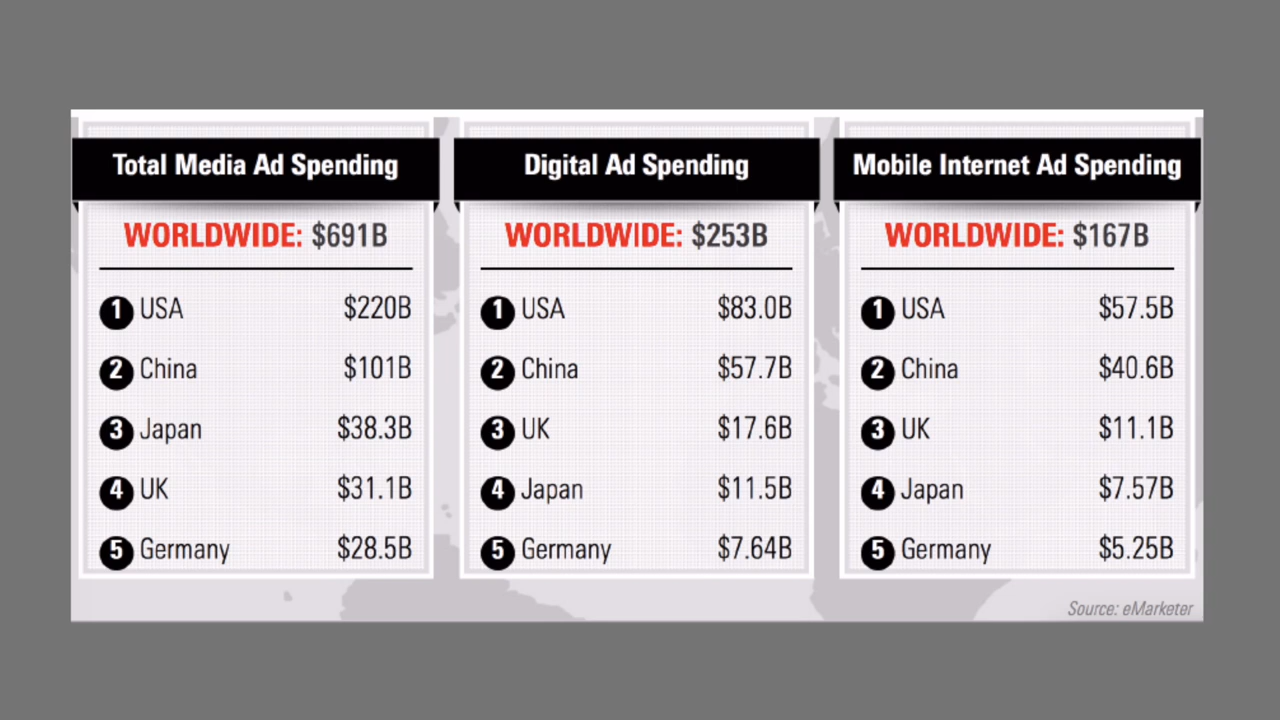 Total Media Ad Spending
WORLDWIDE: $691B
1 USA $220B
2 China $101B
3 Japan $38.3B
4 UK $31.1B
5 Germany $28.5B
Digital Ad Spending
WORLDWIDE: $253B
1 USA $83.0B
2 China $57.7B
3 UK $17.6B
4 Japan $11.5B
5 Germany $7.64B
Mobile Internet Ad Spending
WORLDWIDE: $167B
1 USA $57.5B
2 China $40.6B
3 UK $11.1B
4 Japan $7.57B
5 Germany $5.25B
Source: eMarketer